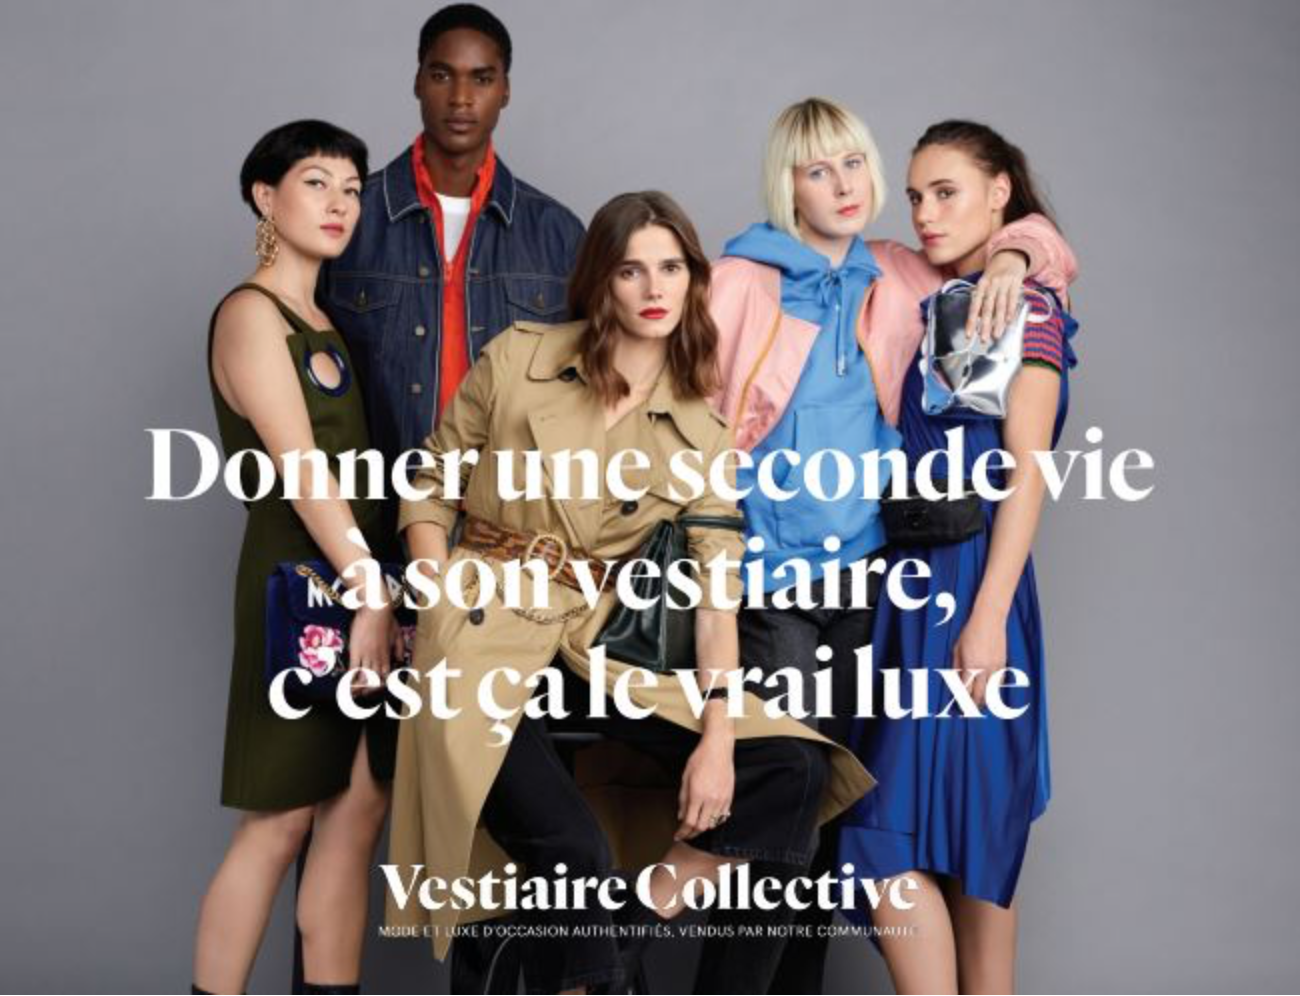 Donner une seconde vie
à son vestiaire,
c'est ça le vrai luxe
Vestiaire Collective
MODE ET LUXE D'OCCASION AUTHENTIFIÉS, VENDUS PAR NOTRE COMMUNAUTÉ